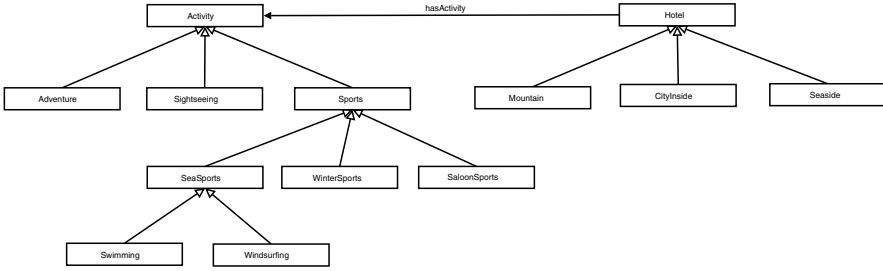 hasActivity
Activity
Hotel
Adventure
Sightseeing
Sports
Mountain
CityInside
Seaside
SeaSports
WinterSports
SaloonSports
Swimming
Windsurfing